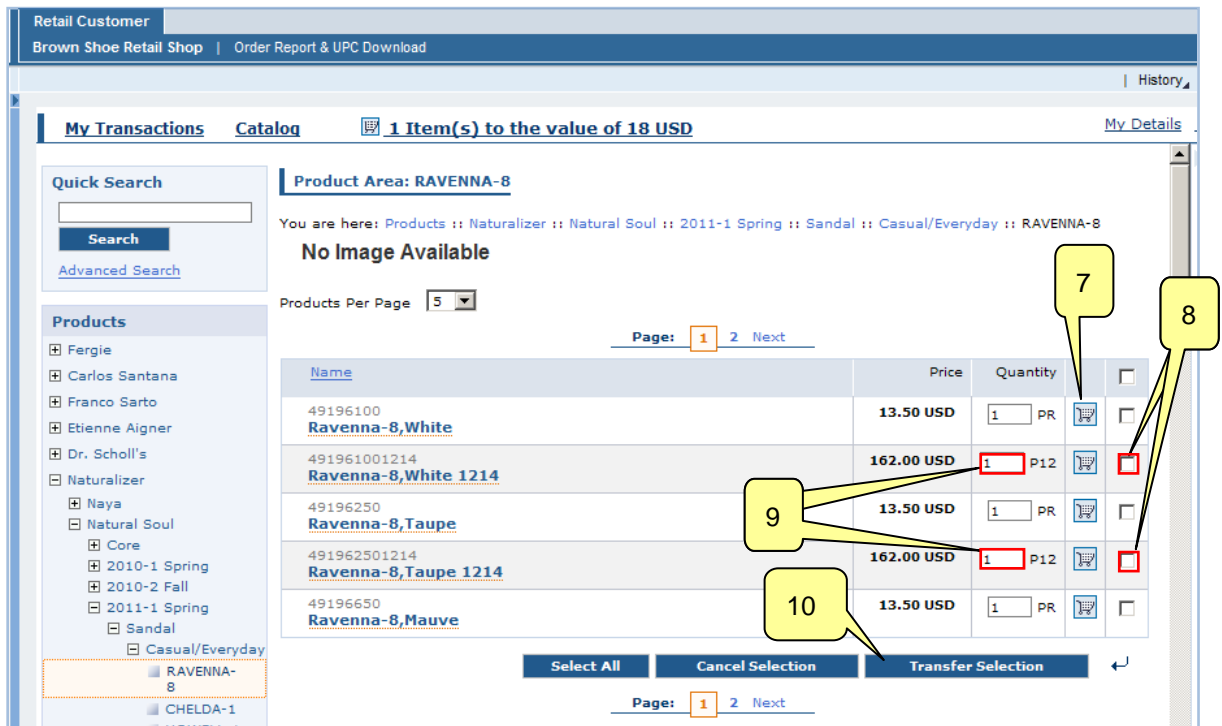 Retail Customer
Brown Shoe Retail Shop | Order Report & UPC Download
| History
My Transactions Catalog 1 Item(s) to the value of 18 USD My Details
Quick Search
Search
Advanced Search
Product Area: RAVENNA-8
You are here: Products :: Naturalizer :: Natural Soul :: 2011-1 Spring :: Sandal :: Casual/Everyday :: RAVENNA-8
No Image Available
Products Per Page 5
7
8
Page: 1 2 Next
Products
Fergie
Carlos Santana
Franco Sarto
Etienne Aigner
Dr. Scholl's
Naturalizer
Naya
Natural Soul
Core
2010-1 Spring
2010-2 Fall
2011-1 Spring
Sandal
Casual/Everyday
RAVENNA-
8
CHELDA-1
Name Price Quantity
49196100
Ravenna-8,White 13.50 USD 1 PR
491961001214
Ravenna-8,White 1214 162.00 USD 1 P12
49196250
Ravenna-8,Taupe 13.50 USD 1 PR
491962501214
Ravenna-8,Taupe 1214 162.00 USD 1 P12
49196650
Ravenna-8,Mauve 13.50 USD 1 PR
9
10
Select All Cancel Selection Transfer Selection
Page: 1 2 Next